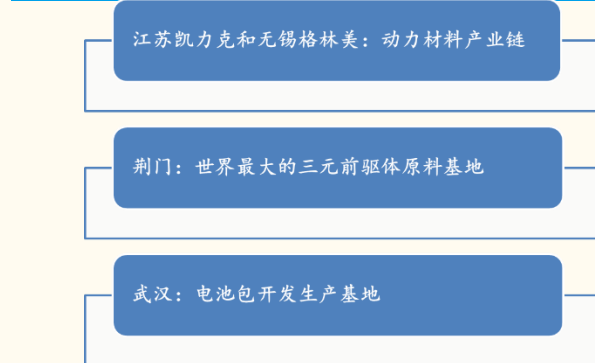 江苏凯力克和无锡格林美：动力材料产业链
荆门：世界最大的三元前驱体原料基地
武汉：电池包开发生产基地